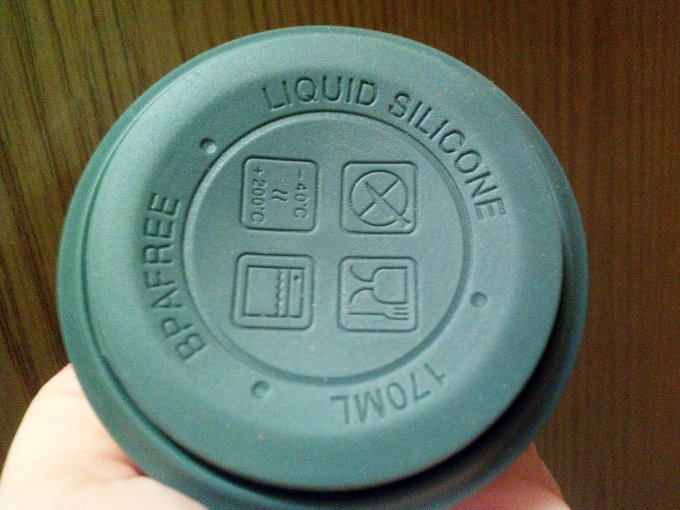 LIQUID SILICONE
170ML
BPAFREE
-40°C
+200°C